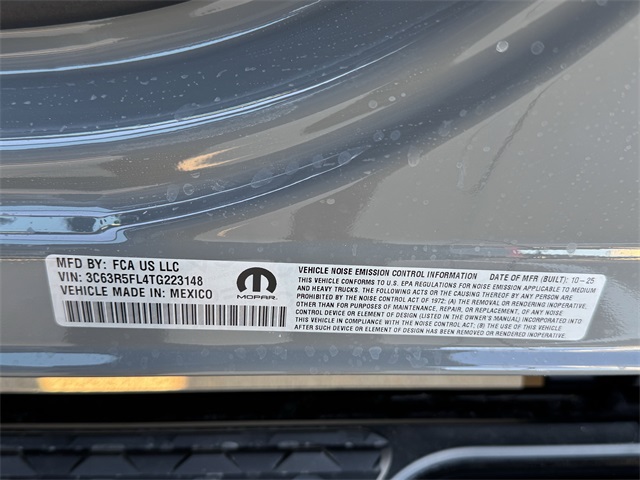 MFD BY: FCA US LLC
VIN: 3C63R5FL4TG223148
VEHICLE MADE IN: MEXICO
MOPAR
VEHICLE NOISE EMISSION CONTROL INFORMATION DATE OF MFR (BUILT): 10-25
THIS VEHICLE CONFORMS TO U.S. EPA REGULATIONS FOR NOISE EMISSION APPLICABLE TO MEDIUM
AND HEAVY TRUCKS. THE FOLLOWING ACTS OR THE CAUSING THEREOF BY ANY PERSON ARE
PROHIBITED BY THE NOISE CONTROL ACT OF 1972: (A) THE REMOVAL OR RENDERING INOPERATIVE,
OTHER THAN FOR PURPOSES OF MAINTENANCE, REPAIR, OR REPLACEMENT, OF ANY NOISE
CONTROL DEVICE OR ELEMENT OF DESIGN (LISTED IN THE OWNER'S MANUAL) INCORPORATED INTO
THIS VEHICLE IN COMPLIANCE WITH THE NOISE CONTROL ACT; (B) THE USE OF THIS VEHICLE
AFTER SUCH DEVICE OR ELEMENT OF DESIGN HAS BEEN REMOVED OR RENDERED INOPERATIVE.